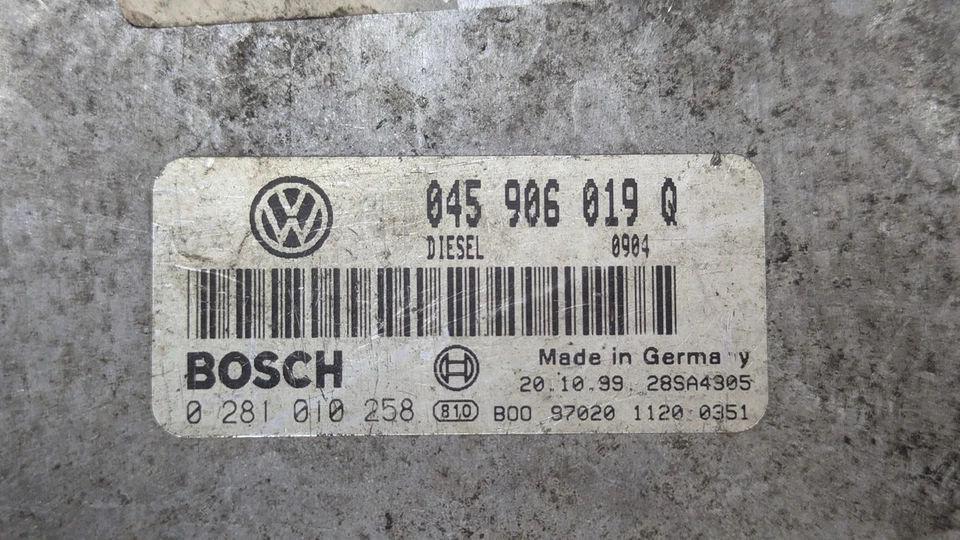 045 906 019 Q
DIESEL 0904
BOSCH
Made in Germa y
20.10.99. 28SA4305
0 281 010 258 810 B00 97020 1120 0351